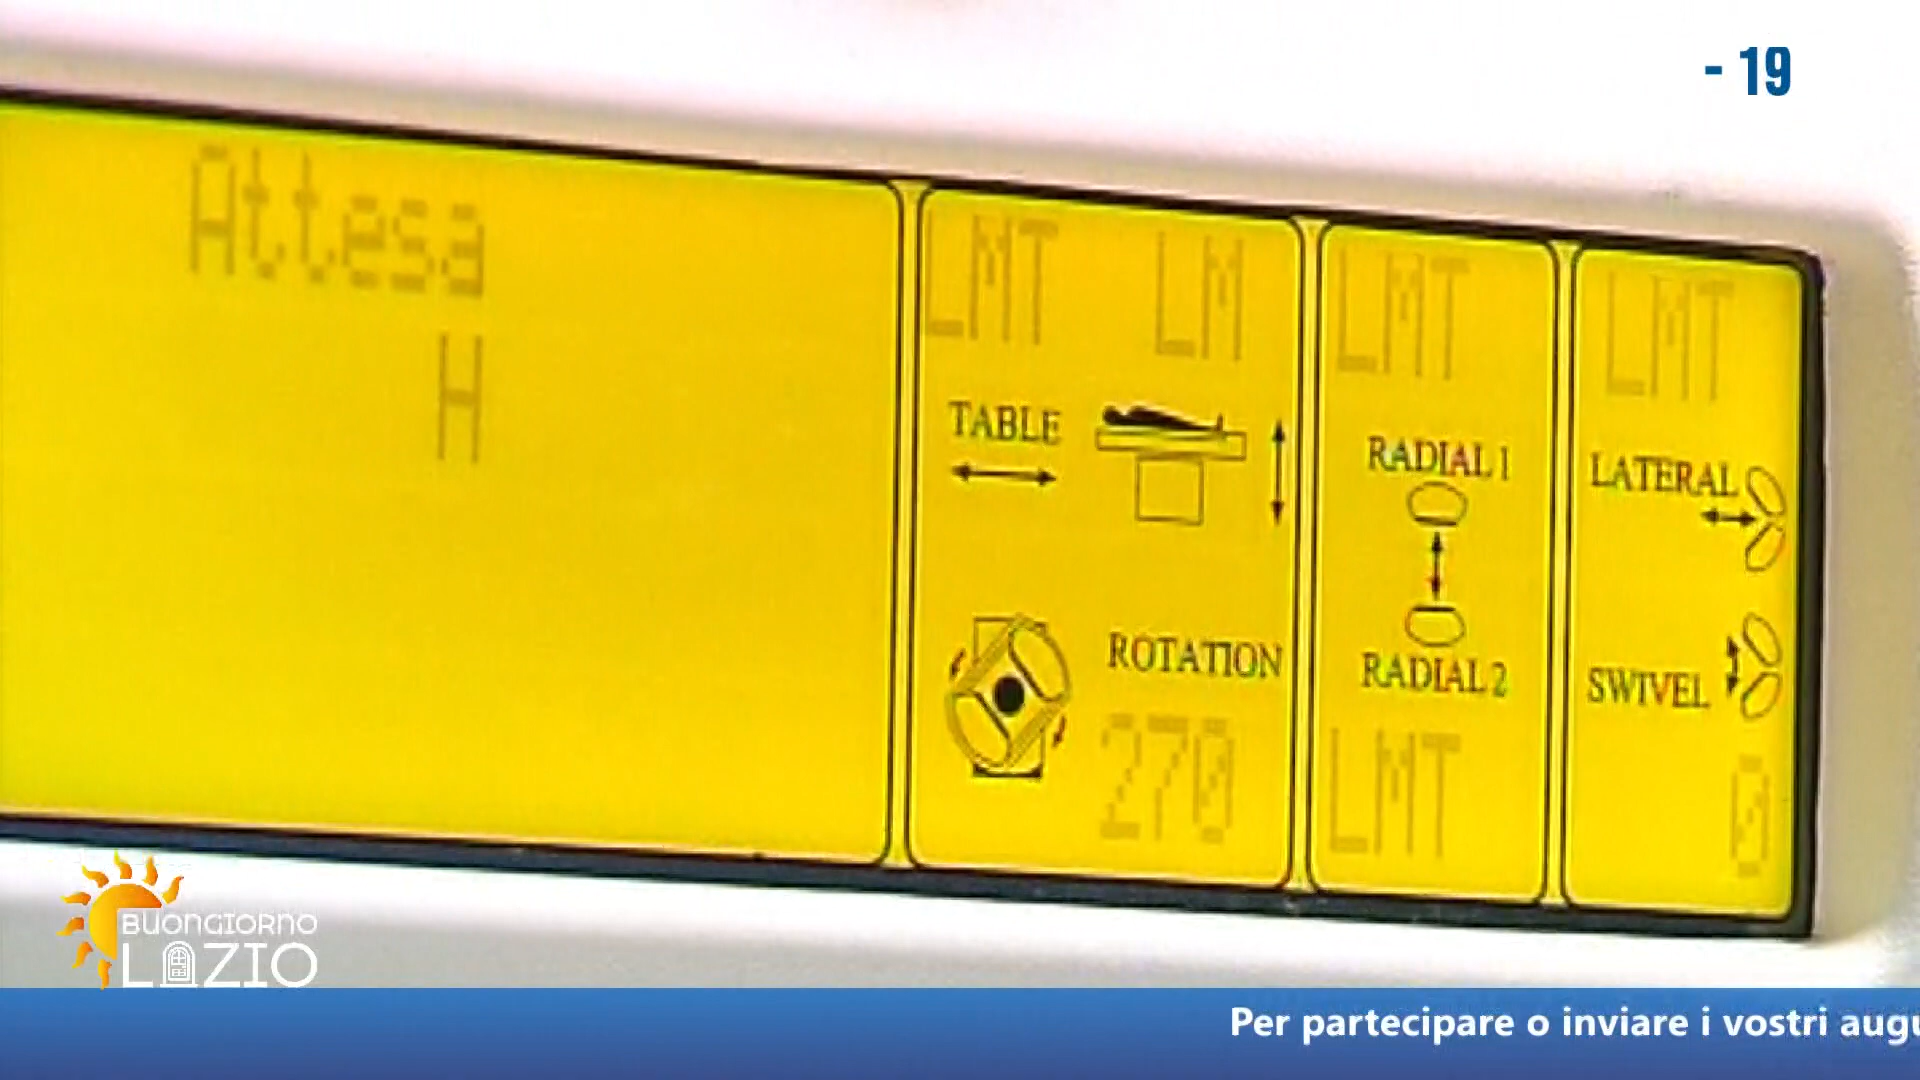 - 19
Attesa
H
LMT LM
TABLE
ROTATION
270
LMT
RADIAL 1
RADIAL 2
LMT
LMT
LATERAL
SWIVEL
0
BUONGIORNO
LAZIO
Per partecipare o inviare i vostri augu